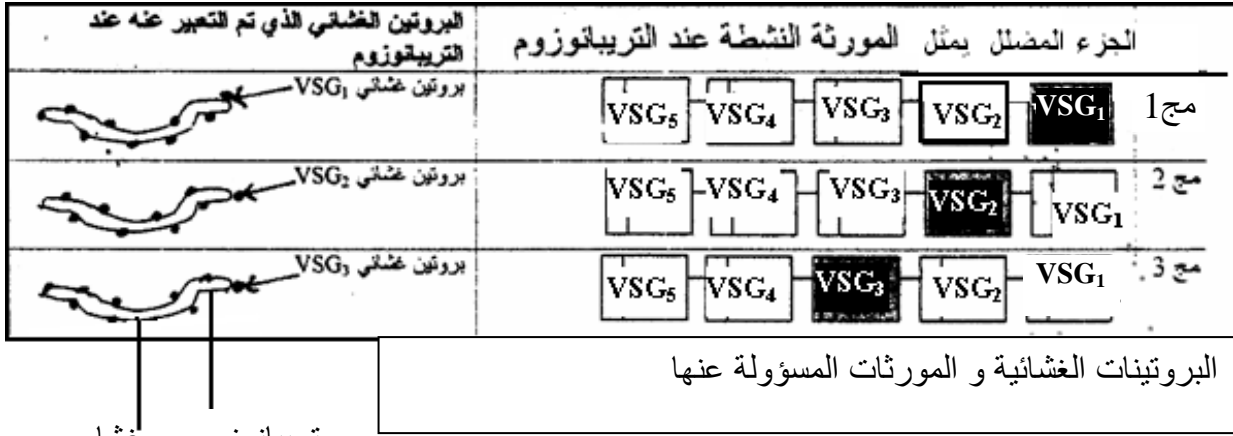 الجزء المضلل يمثل المورثة النشطة عند التريبانوزوم
البروتين الغشائي الذي تم التعبير عنه عند
التريبانوزوم
مج1
VSG₁
VSG₂
VSG₃
VSG₄
VSG₅
بروتين غشائي VSG₁
مج 2
VSG₁
VSG₂
VSG₃
VSG₄
VSG₅
بروتين غشائي VSG₂
مج 3
VSG₁
VSG₂
VSG₃
VSG₄
VSG₅
بروتين غشائي VSG₃
البروتينات الغشائية و المورثات المسؤولة عنها